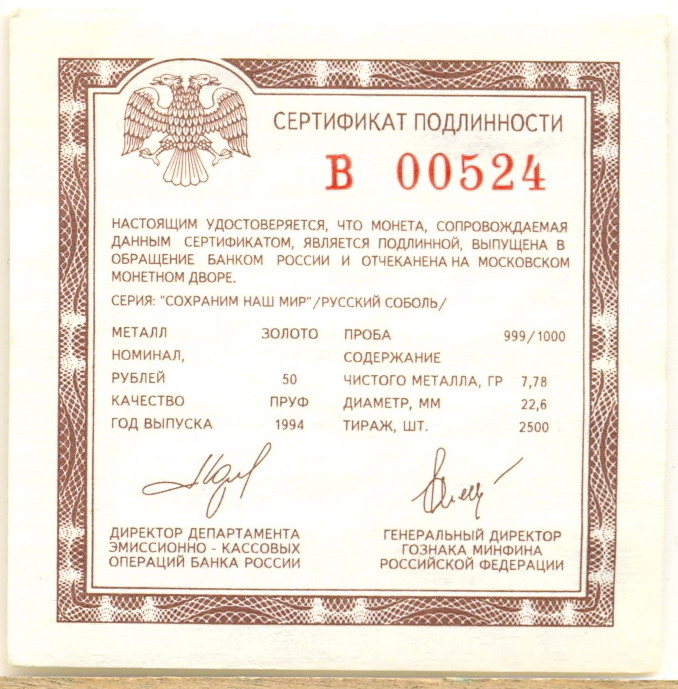 СЕРТИФИКАТ ПОДЛИННОСТИ
В 00524
НАСТОЯЩИМ УДОСТОВЕРЯЕТСЯ, ЧТО МОНЕТА, СОПРОВОЖДАЕМАЯ
ДАННЫМ СЕРТИФИКАТОМ, ЯВЛЯЕТСЯ ПОДЛИННОЙ, ВЫПУЩЕНА В
ОБРАЩЕНИЕ БАНКОМ РОССИИ И ОТЧЕКАНЕНА НА МОСКОВСКОМ
МОНЕТНОМ ДВОРЕ.
СЕРИЯ: "СОХРАНИМ НАШ МИР"/РУССКИЙ СОБОЛЬ/
МЕТАЛЛ ЗОЛОТО ПРОБА 999/1000
НОМИНАЛ, СОДЕРЖАНИЕ
РУБЛЕЙ 50 ЧИСТОГО МЕТАЛЛА, ГР 7,78
КАЧЕСТВО ПРУФ ДИАМЕТР, ММ 22,6
ГОД ВЫПУСКА 1994 ТИРАЖ, ШТ. 2500
ДИРЕКТОР ДЕПАРТАМЕНТА
ЭМИССИОННО - КАССОВЫХ
ОПЕРАЦИЙ БАНКА РОССИИ
ГЕНЕРАЛЬНЫЙ ДИРЕКТОР
ГОЗНАКА МИНФИНА
РОССИЙСКОЙ ФЕДЕРАЦИИ